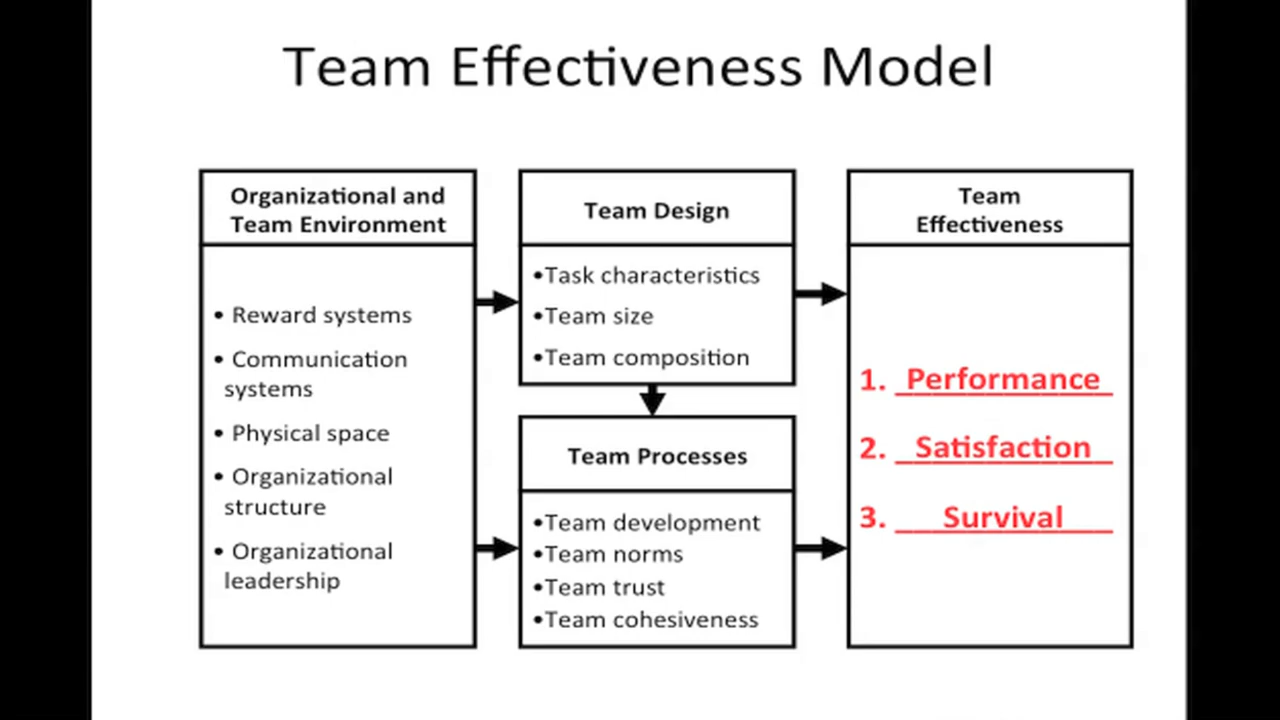 Team Effectiveness Model
Organizational and
Team Environment
• Reward systems
• Communication
systems
• Physical space
• Organizational
structure
• Organizational
leadership
Team Design
•Task characteristics
•Team size
•Team composition
Team Processes
•Team development
•Team norms
•Team trust
•Team cohesiveness
Team
Effectiveness
1. Performance
2. Satisfaction
3. Survival